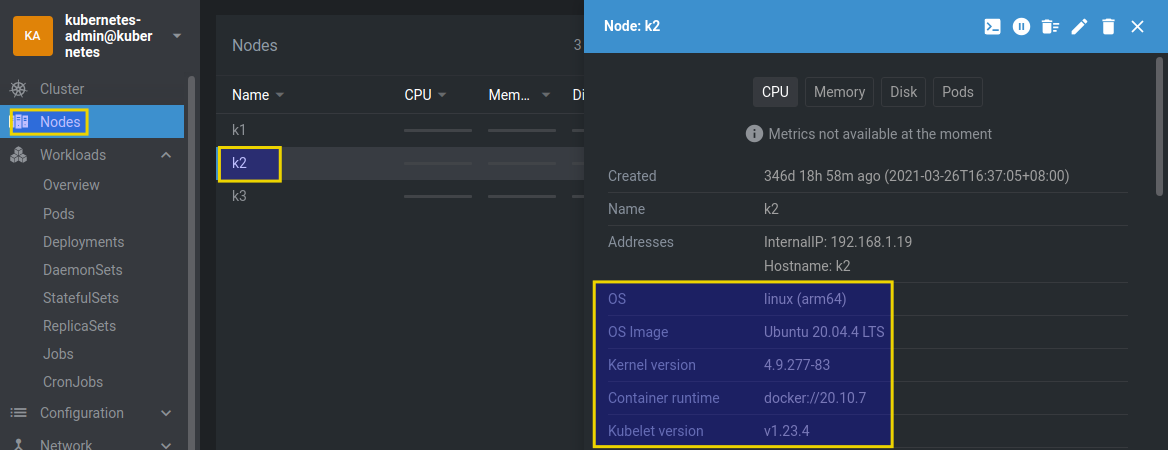 KA
kubernetes-
admin@kuber
netes
Cluster
Nodes
Workloads
Overview
Pods
Deployments
DaemonSets
StatefulSets
ReplicaSets
Jobs
CronJobs
Configuration
Network
Nodes 3
Name CPU Mem... Di
k1
k2
k3
Node: k2
CPU Memory Disk Pods
Metrics not available at the moment
Created 346d 18h 58m ago (2021-03-26T16:37:05+08:00)
Name k2
Addresses InternalIP: 192.168.1.19
Hostname: k2
OS linux (arm64)
OS Image Ubuntu 20.04.4 LTS
Kernel version 4.9.277-83
Container runtime docker://20.10.7
Kubelet version v1.23.4